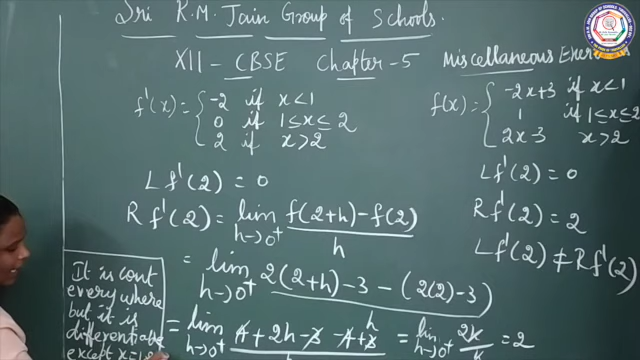 Sri R.M. Jain Group of Schools.
XII - CBSE Chapter-5 Miscellaneous
f'(x) = { -2 if x<1
0 if 1≤x≤2
2 if x>2
f(x) = { -2x+3 if x<1
1 if 1≤x≤2
2x-3 x>2
Lf'(2) = 0
Rf'(2) = lim h→0⁺ f(2+h) - f(2) / h
= lim h→0⁺ 2(2+h) - 3 - (2(2) - 3) / h
= lim h→0⁺ 4 + 2h - 3 - 4 + 3 / h = lim h→0⁺ 2h / h = 2
Lf'(2) = 0
Rf'(2) = 2
Lf'(2) ≠ Rf'(2)
It is cont
every where
but it is
differentiable
except x=1,2